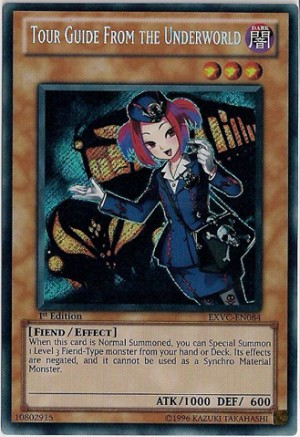 TOUR GUIDE FROM THE UNDERWORLD
DARK
闇
1st Edition
EXVC-EN084
[FIEND / EFFECT]
When this card is Normal Summoned, you can Special Summon
1 Level 3 Fiend-Type monster from your hand or Deck. Its effects
are negated, and it cannot be used as a Synchro Material
Monster.
ATK/1000 DEF/ 600
10802915
©1996 KAZUKI TAKAHASHI